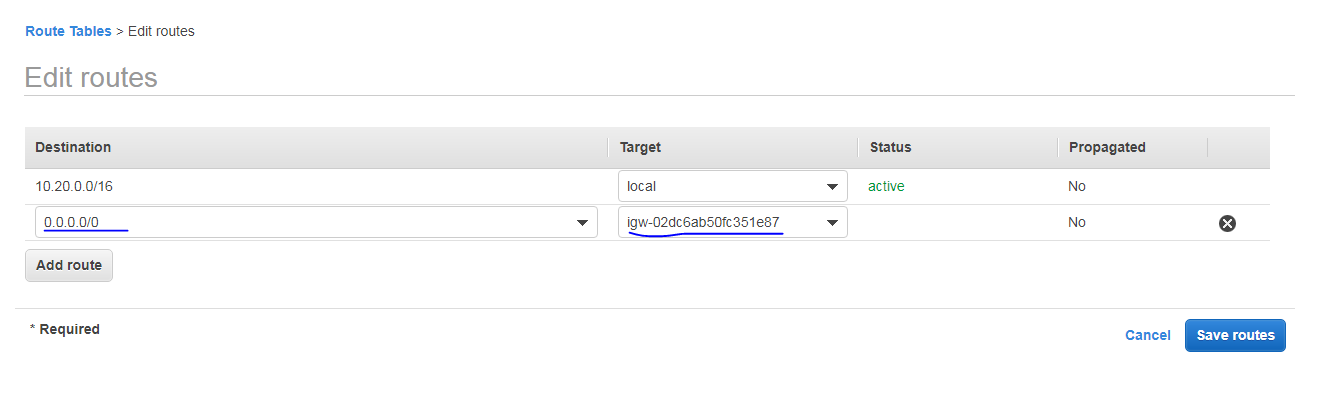 Route Tables > Edit routes
Edit routes
Destination Target Status Propagated
10.20.0.0/16 local active No
0.0.0.0/0 igw-02dc6ab50fc351e87 No
Add route
* Required
Cancel Save routes